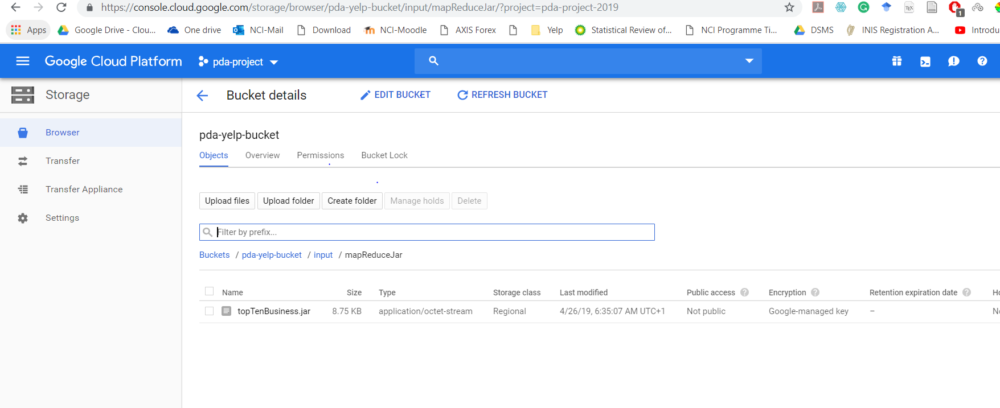 https://console.cloud.google.com/storage/browser/pda-yelp-bucket/input/mapReduceJar/?project=pda-project-2019
Apps Google Drive - Clou... One drive NCI-Mail Download NCI-Moodle AXIS Forex Yelp Statistical Review of... NCI Programme Ti... DSMS INIS Registration A... Introdu
Google Cloud Platform pda-project
Storage Bucket details EDIT BUCKET REFRESH BUCKET
Browser
Transfer
Transfer Appliance
Settings
pda-yelp-bucket
Objects Overview Permissions Bucket Lock
Upload files Upload folder Create folder Manage holds Delete
Filter by prefix...
Buckets / pda-yelp-bucket / input / mapReduceJar
Name Size Type Storage class Last modified Public access Encryption Retention expiration date
topTenBusiness.jar 8.75 KB application/octet-stream Regional 4/26/19, 6:35:07 AM UTC+1 Not public Google-managed key –